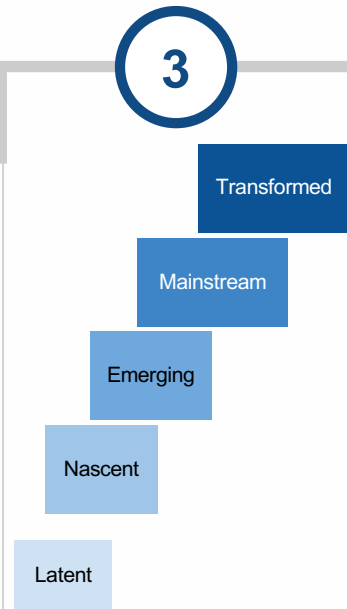 3
Transformed
Mainstream
Emerging
Nascent
Latent